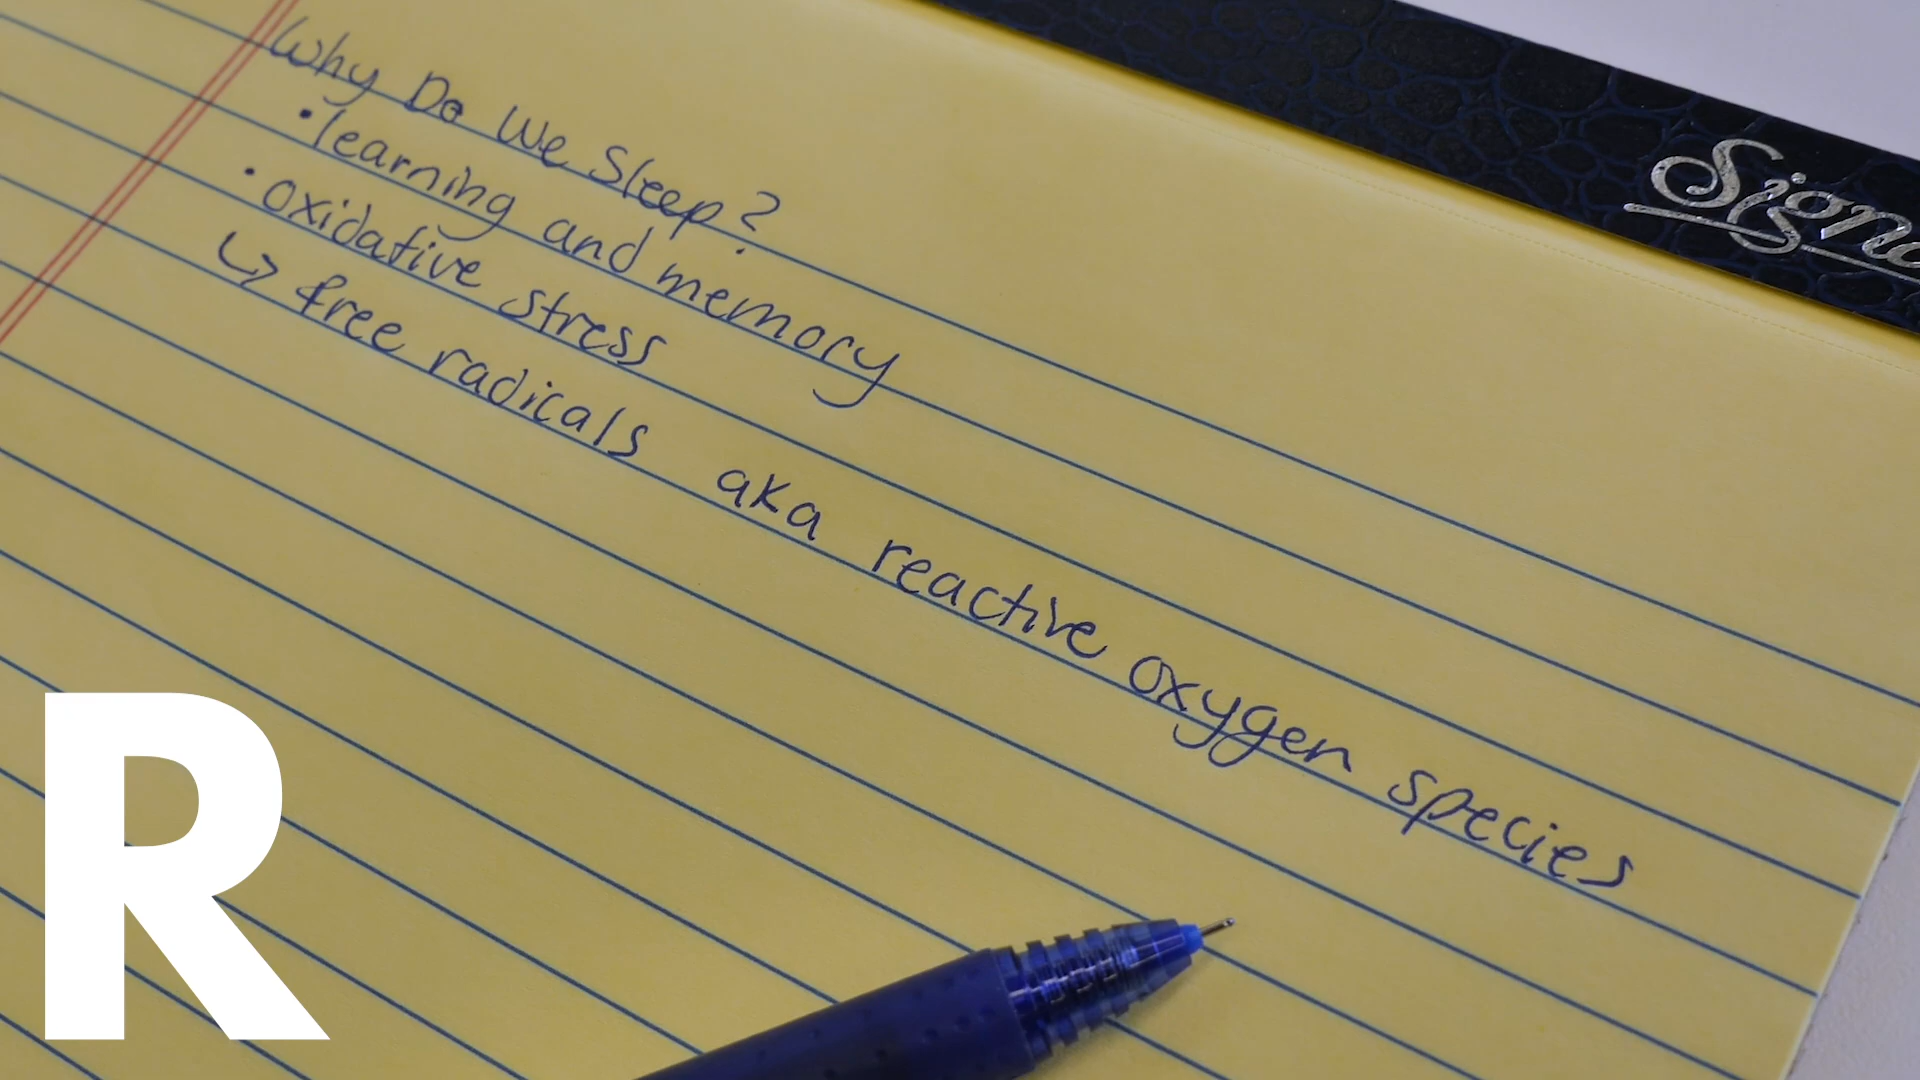 Why Do We Sleep?
• learning and memory
• oxidative stress
↳ free radicals aka reactive oxygen species
R